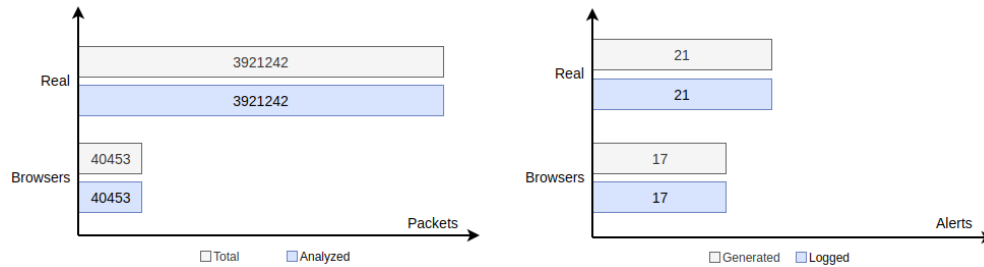 Real
3921242
3921242
Browsers
40453
40453
Packets
Total
Analyzed
Real
21
21
Browsers
17
17
Alerts
Generated
Logged